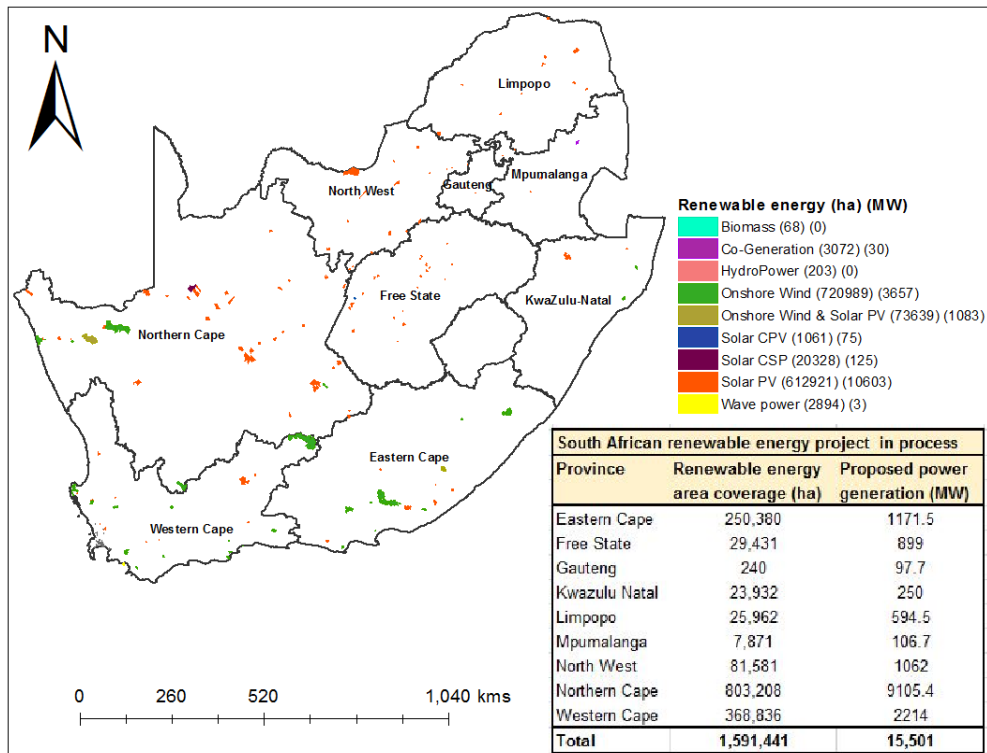 N
Limpopo
North West
Gauteng
Mpumalanga
Free State
KwaZulu-Natal
Northern Cape
Eastern Cape
Western Cape
Renewable energy (ha) (MW)
Biomass (68) (0)
Co-Generation (3072) (30)
HydroPower (203) (0)
Onshore Wind (720989) (3657)
Onshore Wind & Solar PV (73639) (1083)
Solar CPV (1061) (75)
Solar CSP (20328) (125)
Solar PV (612921) (10603)
Wave power (2894) (3)
0 260 520 1,040 kms
South African renewable energy project in process
Province Renewable energy Proposed power
area coverage (ha) generation (MW)
Eastern Cape 250,380 1171.5
Free State 29,431 899
Gauteng 240 97.7
Kwazulu Natal 23,932 250
Limpopo 25,962 594.5
Mpumalanga 7,871 106.7
North West 81,581 1062
Northern Cape 803,208 9105.4
Western Cape 368,836 2214
Total 1,591,441 15,501